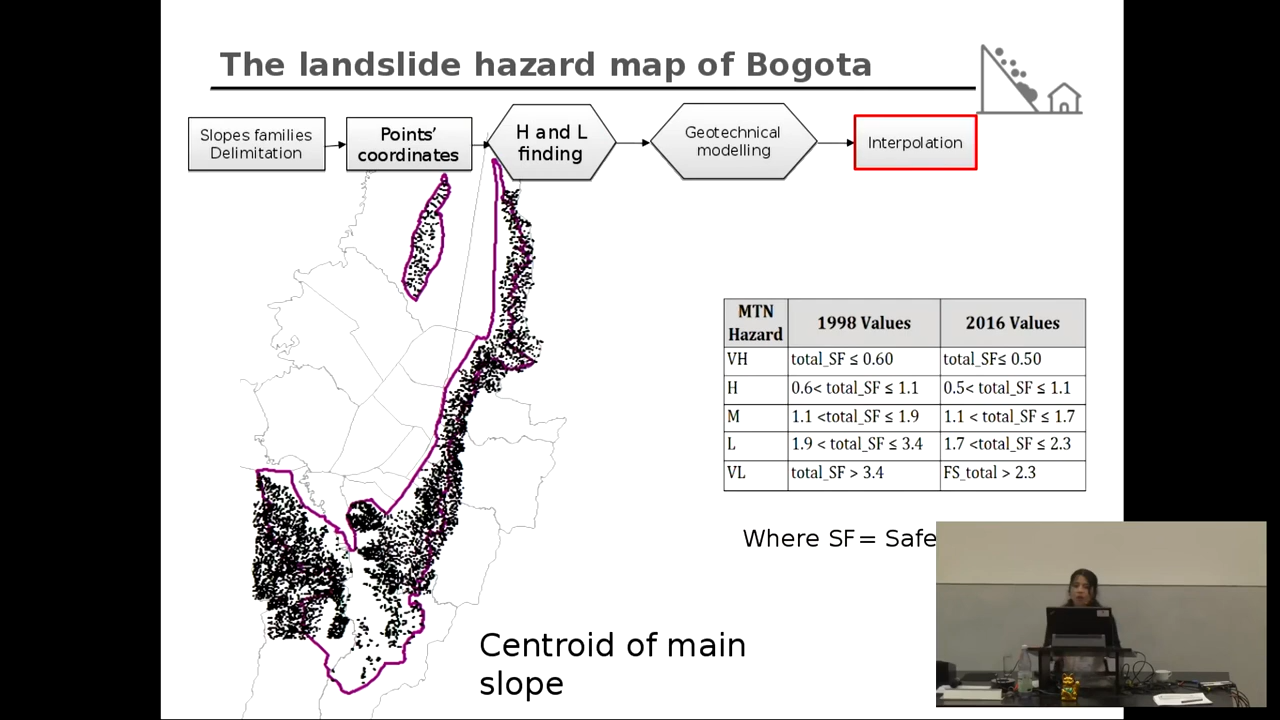 The landslide hazard map of Bogota
Slopes families
Delimitation
Points’
coordinates
H and L
finding
Geotechnical
modelling
Interpolation
MTN
Hazard
1998 Values
2016 Values
VH
total_SF ≤ 0.60
total_SF≤ 0.50
H
0.6< total_SF ≤ 1.1
0.5< total_SF ≤ 1.1
M
1.1 <total_SF ≤ 1.9
1.1 < total_SF ≤ 1.7
L
1.9 < total_SF ≤ 3.4
1.7 <total_SF ≤ 2.3
VL
total_SF > 3.4
FS_total > 2.3
Where SF= Safe
Centroid of main
slope